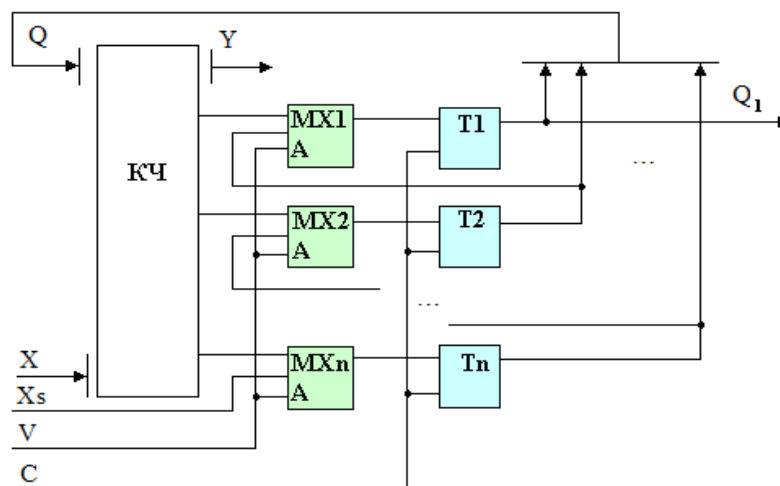 Q
Y
MX1
A
T1
Q1
...
КЧ
MX2
A
T2
...
X
MXn
A
Tn
Xs
V
C